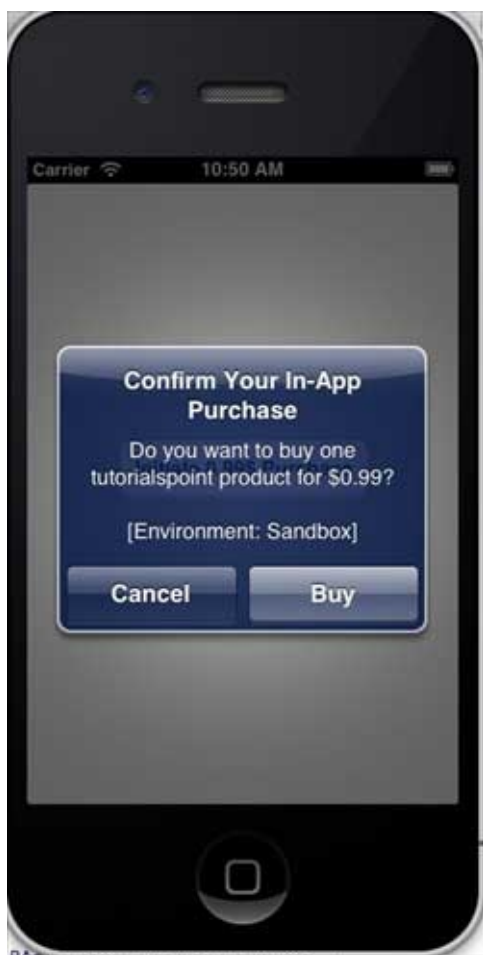 Carrier 10:50 AM
Confirm Your In-App
Purchase
Do you want to buy one
tutorialspoint product for $0.99?
[Environment: Sandbox]
Cancel Buy